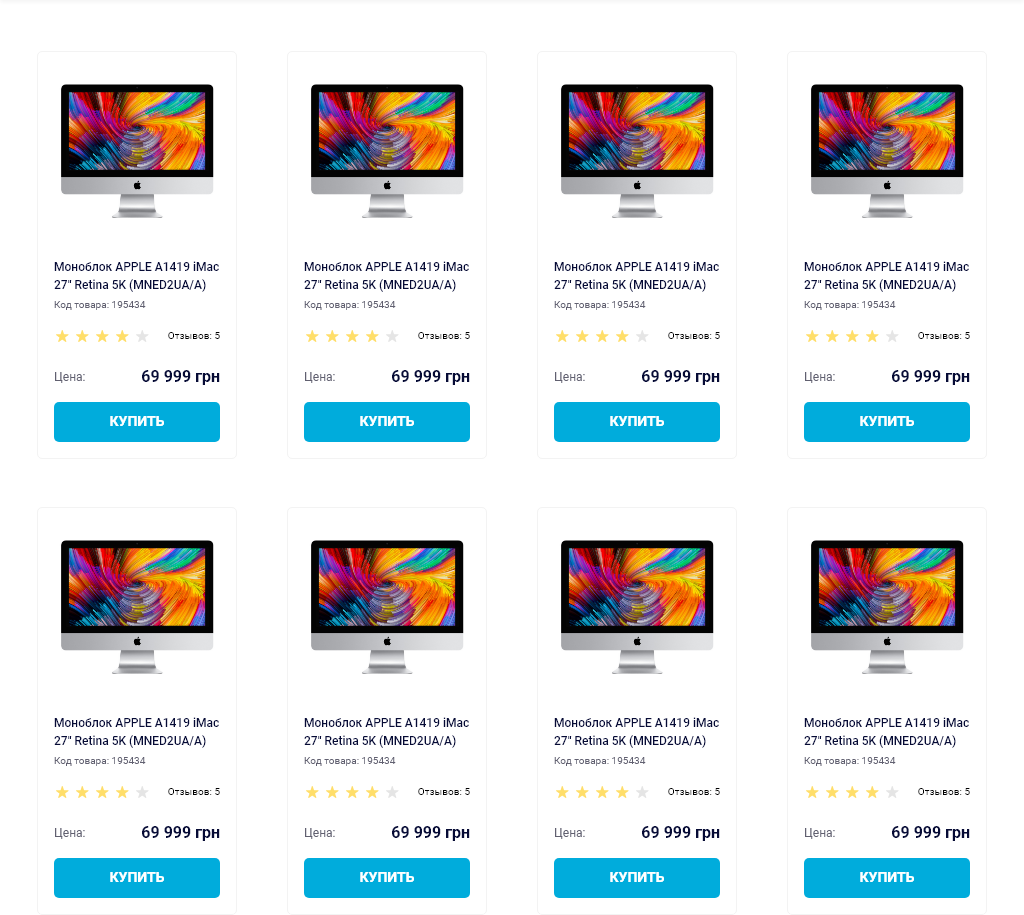 Моноблок APPLE A1419 iMac
27" Retina 5K (MNED2UA/A)
Код товара: 195434
Отзывов: 5
Цена: 69 999 грн
КУПИТЬ
Моноблок APPLE A1419 iMac
27" Retina 5K (MNED2UA/A)
Код товара: 195434
Отзывов: 5
Цена: 69 999 грн
КУПИТЬ
Моноблок APPLE A1419 iMac
27" Retina 5K (MNED2UA/A)
Код товара: 195434
Отзывов: 5
Цена: 69 999 грн
КУПИТЬ
Моноблок APPLE A1419 iMac
27" Retina 5K (MNED2UA/A)
Код товара: 195434
Отзывов: 5
Цена: 69 999 грн
КУПИТЬ
Моноблок APPLE A1419 iMac
27" Retina 5K (MNED2UA/A)
Код товара: 195434
Отзывов: 5
Цена: 69 999 грн
КУПИТЬ
Моноблок APPLE A1419 iMac
27" Retina 5K (MNED2UA/A)
Код товара: 195434
Отзывов: 5
Цена: 69 999 грн
КУПИТЬ
Моноблок APPLE A1419 iMac
27" Retina 5K (MNED2UA/A)
Код товара: 195434
Отзывов: 5
Цена: 69 999 грн
КУПИТЬ
Моноблок APPLE A1419 iMac
27" Retina 5K (MNED2UA/A)
Код товара: 195434
Отзывов: 5
Цена: 69 999 грн
КУПИТЬ